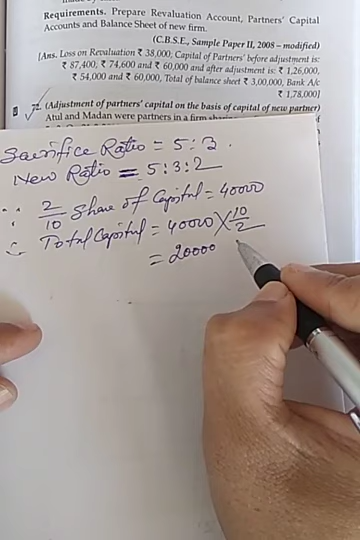 Requirements. Prepare Revaluation Account, Partners' Capital
Accounts and Balance Sheet of new firm.
(C.B.S.E., Sample Paper II, 2008 – modified)
[Ans. Loss on Revaluation ₹ 38,000; Capital of Partners' before adjustment is:
₹ 87,400, ₹ 74,600 and ₹ 60,000 and after adjustment is: ₹ 1,26,000,
₹ 54,000 and ₹ 60,000, Total of balance sheet ₹ 3,00,000, Bank A/c
₹ 1,78,000]
(Adjustment of partners' capital on the basis of capital of new partner)
Atul and Madan were partners in a firm
Sacrifice Ratio = 5:3.
New Ratio = 5:3:2
∵ 2/10 Share of Capital = 40000
∴ Total Capital = 40000 × 10/2
= 20000